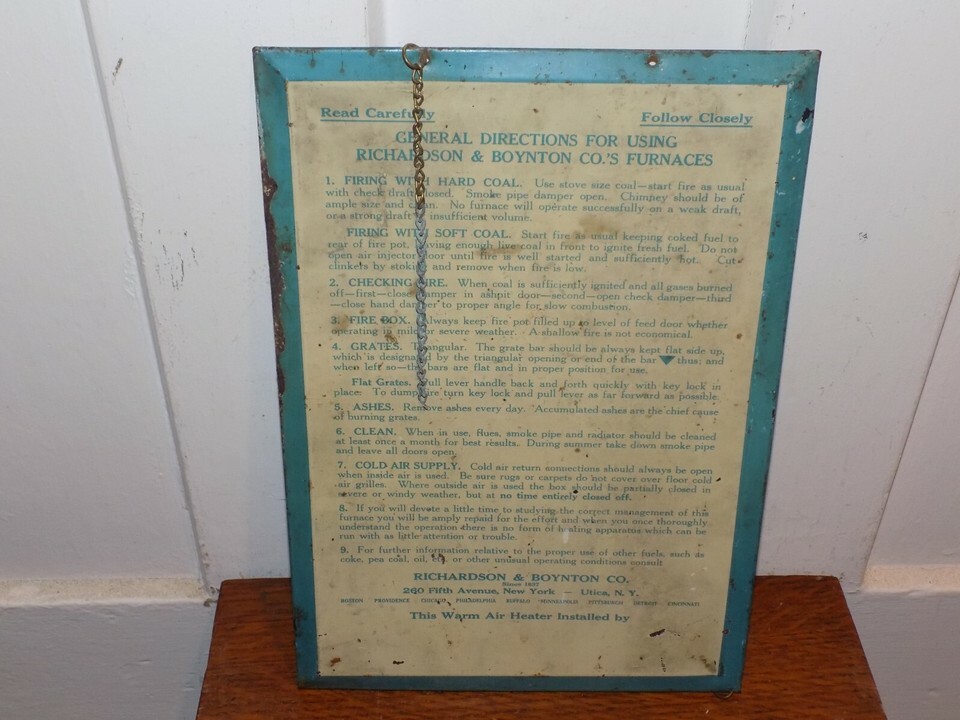 Read Carefully Follow Closely
GENERAL DIRECTIONS FOR USING
RICHARDSON & BOYNTON CO.'S FURNACES
1. FIRING WITH HARD COAL. Use stove size coal—start fire as usual
with check draft closed. Smoke pipe damper open. Chimney should be of
ample size and clean. No furnace will operate successfully on a weak draft,
or a strong draft of insufficient volume.
FIRING WITH SOFT COAL. Start fire as usual keeping coked fuel to
rear of fire pot, leaving enough live coal in front to ignite fresh fuel. Do not
open air injector door until fire is well started and sufficiently hot. Cut
clinkers by stoking and remove when fire is low.
2. CHECKING FIRE. When coal is sufficiently ignited and all gases burned
off—first—close damper in ashpit door—second—open check damper—third
—close hand damper to proper angle for slow combustion.
3. FIRE BOX. Always keep fire pot filled up to level of feed door whether
operating in mild or severe weather. A shallow fire is not economical.
4. GRATES. Triangular. The grate bar should be always kept flat side up,
which is designated by the triangular opening or end of the bar thus; and
when left so—the bars are flat and in proper position for use.
Flat Grates. Pull lever handle back and forth quickly with key lock in
place: To dump fire turn key lock and pull lever as far forward as possible.
5. ASHES. Remove ashes every day. Accumulated ashes are the chief cause
of burning grates.
6. CLEAN. When in use, flues, smoke pipe and radiator should be cleaned
at least once a month for best results. During summer take down smoke pipe
and leave all doors open.
7. COLD AIR SUPPLY. Cold air return connections should always be open
when inside air is used. Be sure rugs or carpets do not cover over floor cold
air grilles. Where outside air is used the box should be partially closed in
severe or windy weather, but at no time entirely closed off.
8. If you will devote a little time to studying the correct management of this
furnace you will be amply repaid for the effort and when you once thoroughly
understand the operation there is no form of heating apparatus which can be
run with as little attention or trouble.
9. For further information relative to the proper use of other fuels, such as
coke, pea coal, oil, etc. or other unusual operating conditions consult
RICHARDSON & BOYNTON CO.
Since 1837
260 Fifth Avenue, New York — Utica, N. Y.
BOSTON PROVIDENCE CHICAGO PHILADELPHIA BUFFALO MINNEAPOLIS PITTSBURGH DETROIT CINCINNATI
This Warm Air Heater Installed by